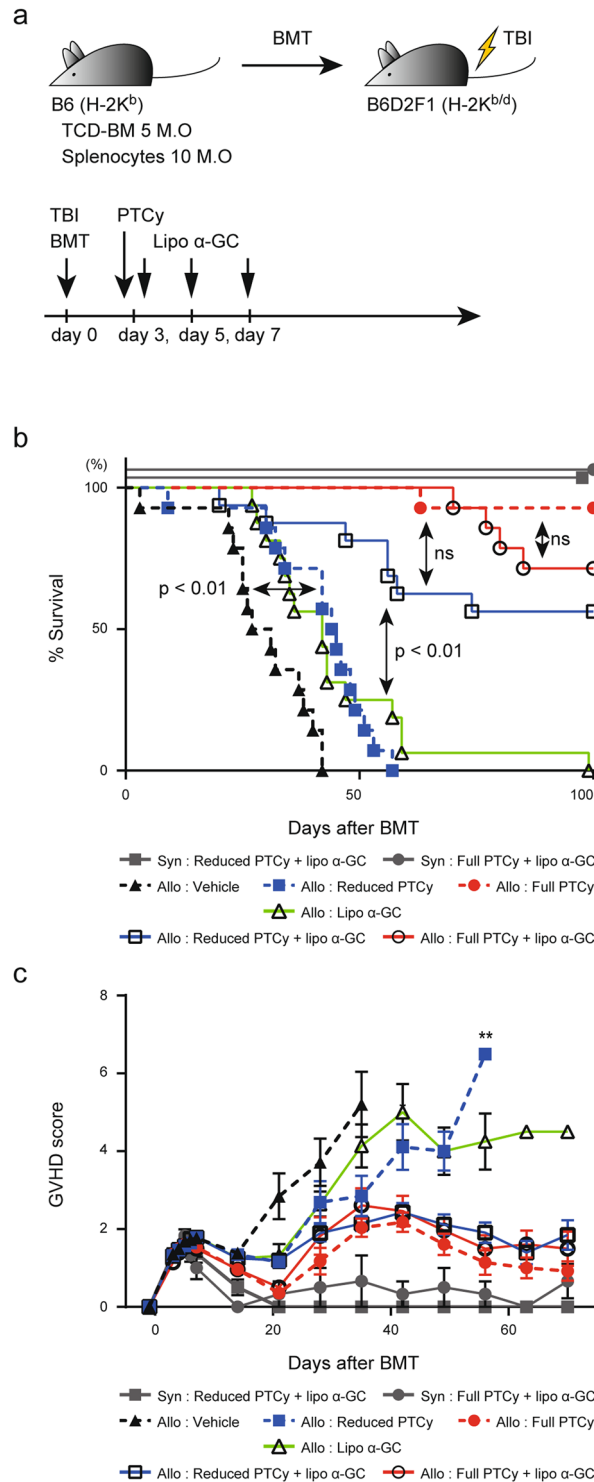 a
BMT
TBI
B6 (H-2Kᵇ)
B6D2F1 (H-2Kᵇ/ᵈ)
TCD-BM 5 M.O
Splenocytes 10 M.O
TBI
PTCy
BMT
Lipo α-GC
day 0
day 3, day 5, day 7
b
(%)
100
50
0
% Survival
p < 0.01
ns
ns
p < 0.01
0
50
100
Days after BMT
Syn : Reduced PTCy + lipo α-GC
Syn : Full PTCy + lipo α-GC
Allo : Vehicle
Allo : Reduced PTCy
Allo : Full PTCy
Allo : Lipo α-GC
Allo : Reduced PTCy + lipo α-GC
Allo : Full PTCy + lipo α-GC
c
8
6
4
2
0
GVHD score
**
0
20
40
60
Days after BMT
Syn : Reduced PTCy + lipo α-GC
Syn : Full PTCy + lipo α-GC
Allo : Vehicle
Allo : Reduced PTCy
Allo : Full PTCy
Allo : Lipo α-GC
Allo : Reduced PTCy + lipo α-GC
Allo : Full PTCy + lipo α-GC